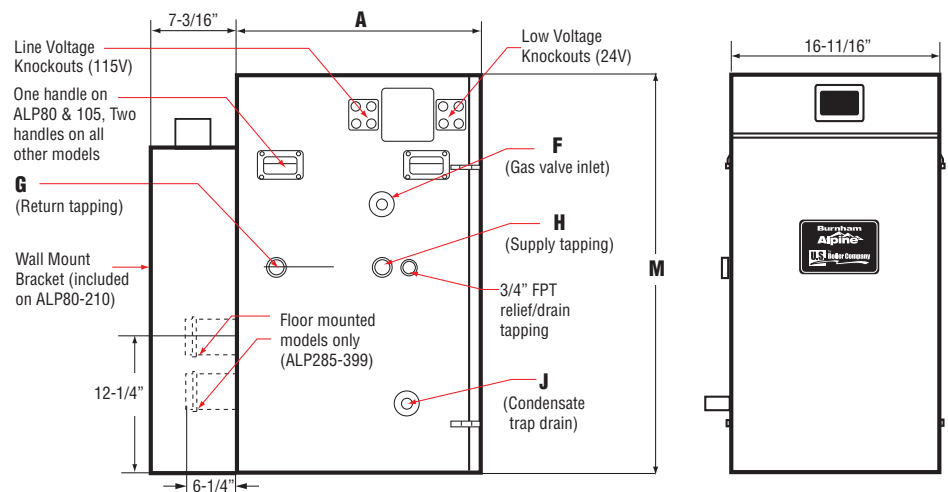 7-3/16”
A
Line Voltage
Knockouts (115V)
Low Voltage
Knockouts (24V)
16-11/16”
One handle on
ALP80 & 105, Two
handles on all
other models
F
(Gas valve inlet)
G
(Return tapping)
H
(Supply tapping)
M
Burnham
Alpine
U.S. Boiler Company
Wall Mount
Bracket (included
on ALP80-210)
3/4” FPT
relief/drain
tapping
Floor mounted
models only
(ALP285-399)
12-1/4”
J
(Condensate
trap drain)
6-1/4”